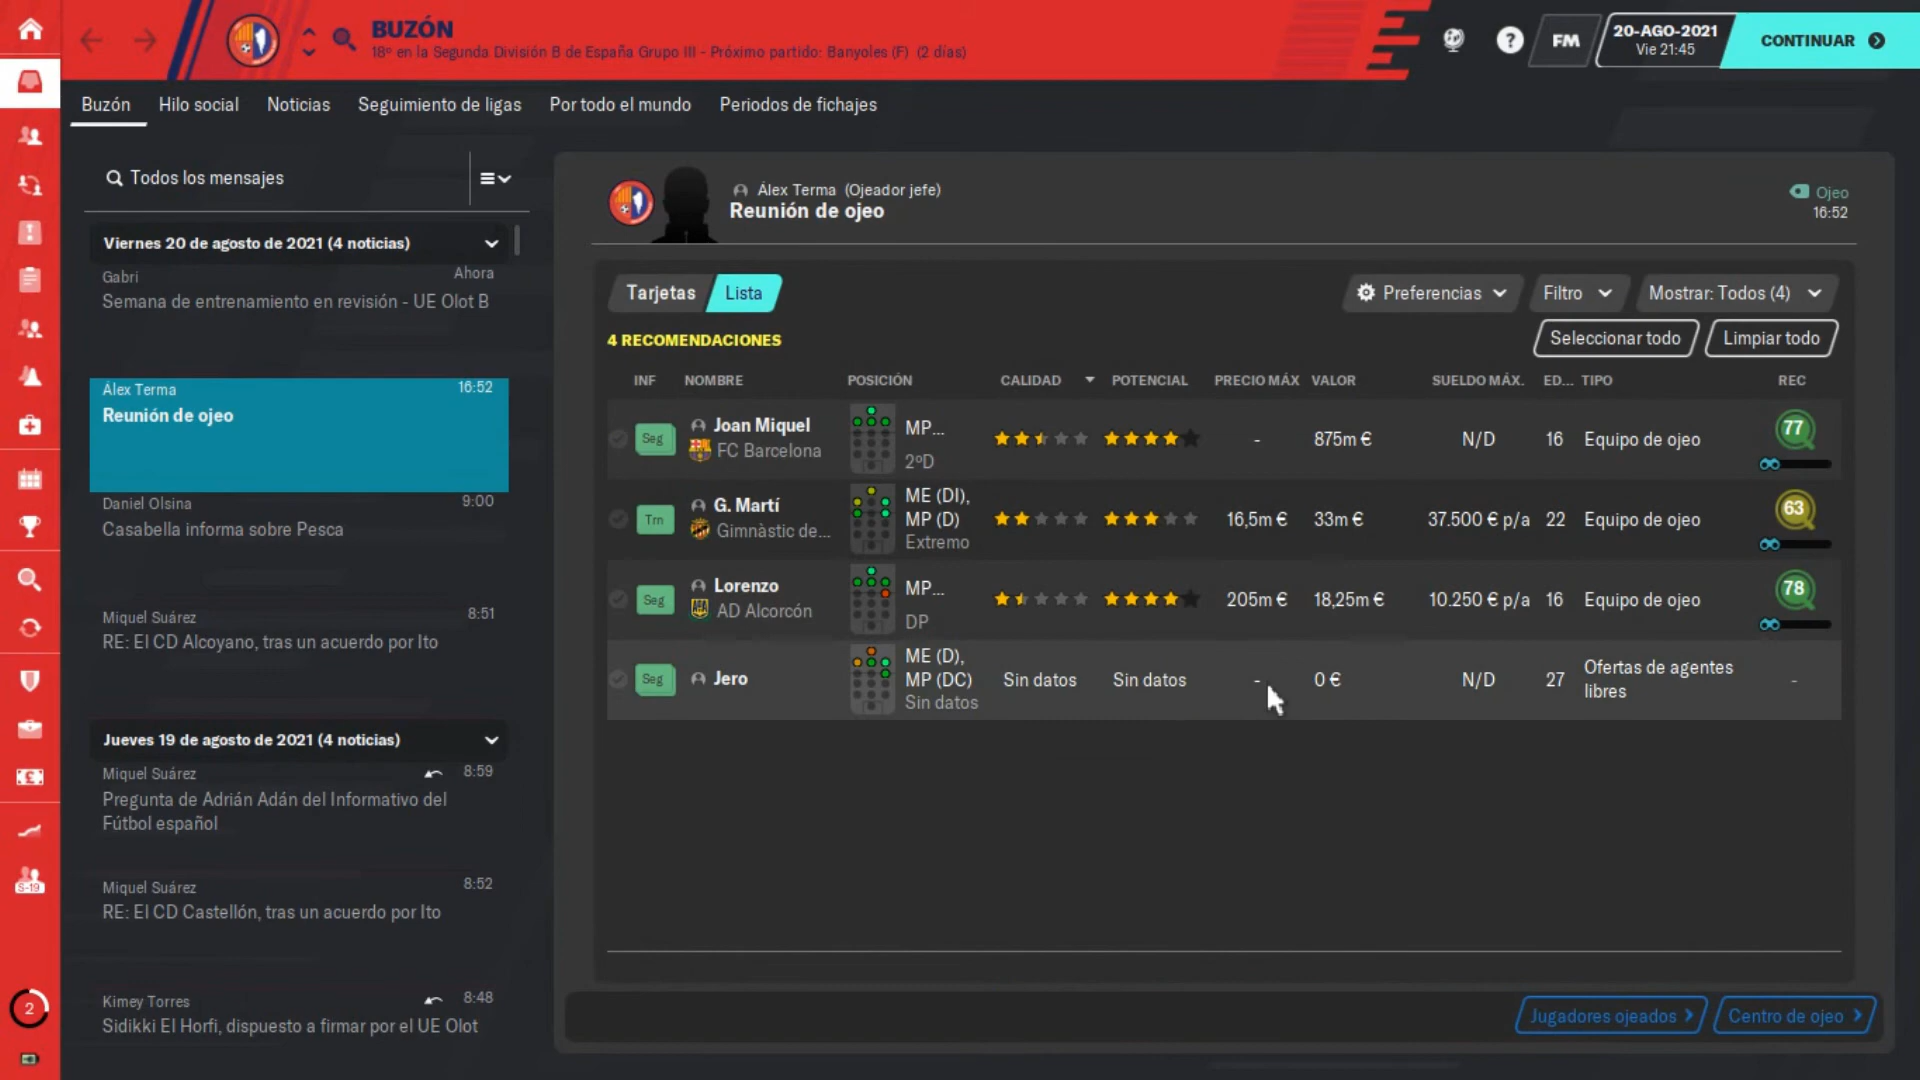 BUZÓN
18º en la Segunda División B de España Grupo III - Próximo partido: Banyoles (F) (2 días)
?
FM
20-AGO-2021
Vie 21:45
CONTINUAR
Buzón
Hilo social
Noticias
Seguimiento de ligas
Por todo el mundo
Periodos de fichajes
Todos los mensajes
Viernes 20 de agosto de 2021 (4 noticias)
Gabri
Ahora
Semana de entrenamiento en revisión - UE Olot B
Álex Terma
16:52
Reunión de ojeo
Daniel Olsina
9:00
Casabella informa sobre Pesca
Miquel Suárez
8:51
RE: El CD Alcoyano, tras un acuerdo por Ito
Jueves 19 de agosto de 2021 (4 noticias)
Miquel Suárez
8:59
Pregunta de Adrián Adán del Informativo del
Fútbol español
Miquel Suárez
8:52
RE: El CD Castellón, tras un acuerdo por Ito
Kimey Torres
8:48
Sidikki El Horfi, dispuesto a firmar por el UE Olot
S-19
2
Álex Terma (Ojeador jefe)
Reunión de ojeo
Ojeo
16:52
Tarjetas
Lista
Preferencias
Filtro
Mostrar: Todos (4)
4 RECOMENDACIONES
Seleccionar todo
Limpiar todo
INF NOMBRE POSICIÓN CALIDAD POTENCIAL PRECIO MÁX VALOR SUELDO MÁX. ED... TIPO REC
Seg Joan Miquel FC Barcelona MP... 2ºD - 875m € N/D 16 Equipo de ojeo 77
Trn G. Martí Gimnàstic de... ME (DI), MP (D) Extremo 16,5m € 33m € 37.500 € p/a 22 Equipo de ojeo 63
Seg Lorenzo AD Alcorcón MP... DP 205m € 18,25m € 10.250 € p/a 16 Equipo de ojeo 78
Seg Jero ME (D), MP (DC) Sin datos Sin datos Sin datos - 0 € N/D 27 Ofertas de agentes libres -
Jugadores ojeados
Centro de ojeo